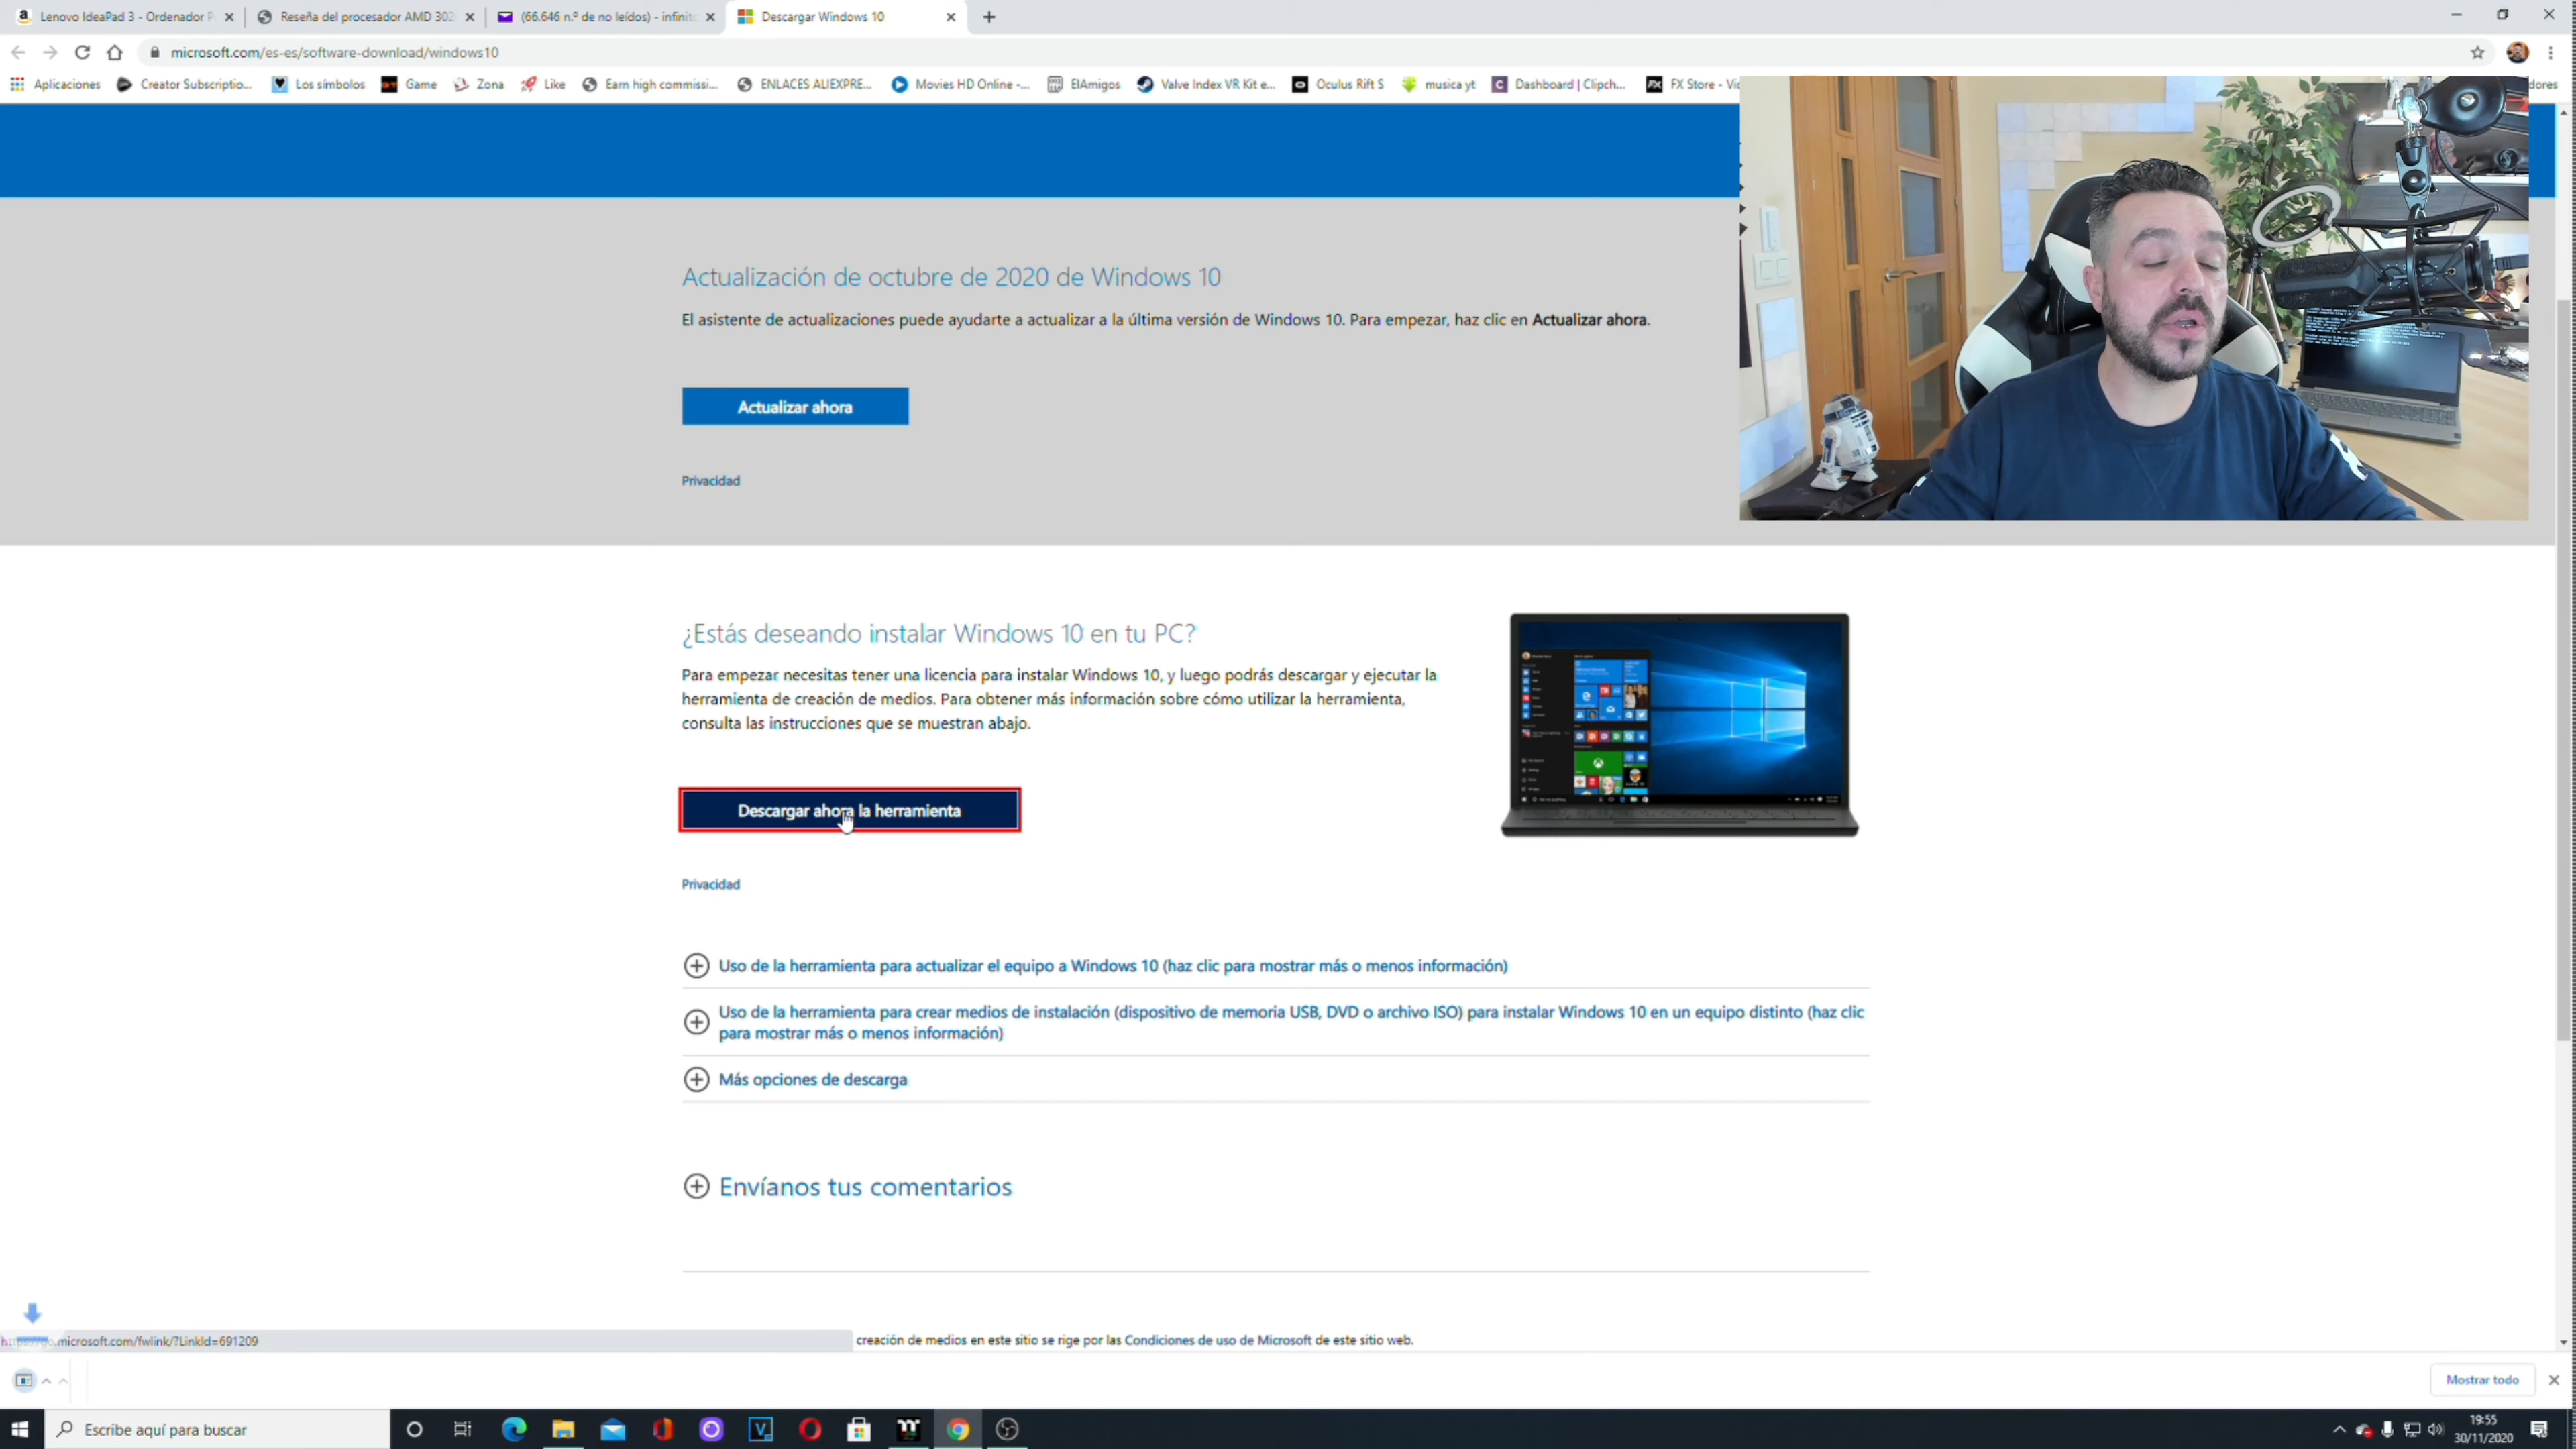 Lenovo IdeaPad 3 - Ordenador P
Reseña del procesador AMD 302
(66.646 n.º de no leídos) - infinit
Descargar Windows 10
microsoft.com/es-es/software-download/windows10
Aplicaciones
Creator Subscriptio...
Los símbolos
Game
Zona
Like
Earn high commissi...
ENLACES ALIEXPRE...
Movies HD Online -...
ElAmigos
Valve Index VR Kit e...
Oculus Rift S
musica yt
Dashboard | Clipch...
FX Store - Vi
dores
Actualización de octubre de 2020 de Windows 10
El asistente de actualizaciones puede ayudarte a actualizar a la última versión de Windows 10. Para empezar, haz clic en Actualizar ahora.
Actualizar ahora
Privacidad
¿Estás deseando instalar Windows 10 en tu PC?
Para empezar necesitas tener una licencia para instalar Windows 10, y luego podrás descargar y ejecutar la
herramienta de creación de medios. Para obtener más información sobre cómo utilizar la herramienta,
consulta las instrucciones que se muestran abajo.
Descargar ahora la herramienta
Privacidad
Uso de la herramienta para actualizar el equipo a Windows 10 (haz clic para mostrar más o menos información)
Uso de la herramienta para crear medios de instalación (dispositivo de memoria USB, DVD o archivo ISO) para instalar Windows 10 en un equipo distinto (haz clic
para mostrar más o menos información)
Más opciones de descarga
Envíanos tus comentarios
https://go.microsoft.com/fwlink/?LinkId=691209
creación de medios en este sitio se rige por las Condiciones de uso de Microsoft de este sitio web.
Mostrar todo
Escribe aquí para buscar
19:55
30/11/2020